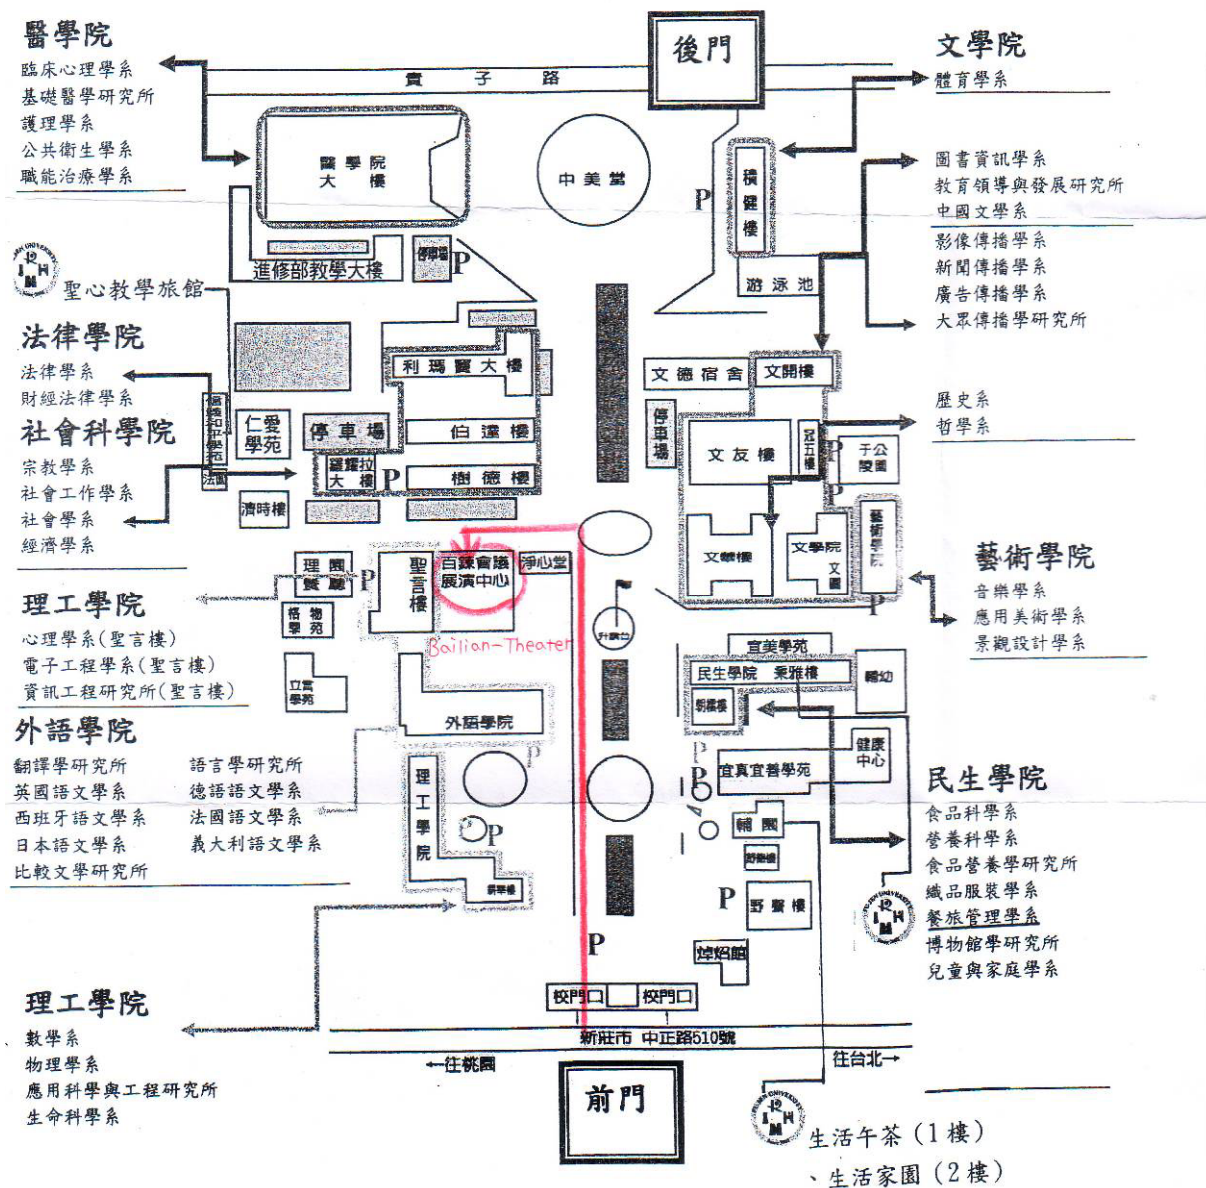 醫學院
臨床心理學系
基礎醫學研究所
護理學系
公共衛生學系
職能治療學系
貴子路
後門
文學院
體育學系
圖書資訊學系
教育領導與發展研究所
中國文學系
影像傳播學系
新聞傳播學系
廣告傳播學系
大眾傳播學研究所
歷史系
哲學系
醫學院
大樓
中美堂
積健樓
P
游泳池
進修部教學大樓
停車場
P
聖心教學旅館
法律學院
法律學系
財經法律學系
社會科學院
宗教學系
社會工作學系
社會學系
經濟學系
信義和平學苑
法園
仁愛
學苑
濟時樓
利瑪竇大樓
停車場
伯達樓
羅耀拉
大樓
P
樹德樓
文德宿舍
文開樓
停車場
文友樓
冠五樓
P
于公
陵園
P
文華樓
文學院
文園
藝術學院
P
藝術學院
音樂學系
應用美術學系
景觀設計學系
理工學院
心理學系(聖言樓)
電子工程學系(聖言樓)
資訊工程研究所(聖言樓)
理園
餐廳
P
格物
學苑
立言
學苑
聖言樓
百鍊會議
展演中心
淨心堂
Bailian-Theater
升旗台
外語學院
翻譯學研究所
英國語文學系
西班牙語文學系
日本語文學系
比較文學研究所
語言學研究所
德語語文學系
法國語文學系
義大利語文學系
外語學院
P
理工學院
P
P
宜美學苑
民生學院 秉雅樓
輔幼
朝橒樓
P
P
宜真宜善學苑
健康
中心
輔園
P
野聲樓
焯炤館
民生學院
食品科學系
營養科學系
食品營養學研究所
織品服裝學系
餐旅管理學系
博物館學研究所
兒童與家庭學系
理工學院
數學系
物理學系
應用科學與工程研究所
生命科學系
P
校門口
校門口
新莊市 中正路510號
←往桃園
往台北→
前門
生活午茶(1樓)
、生活家園(2樓)